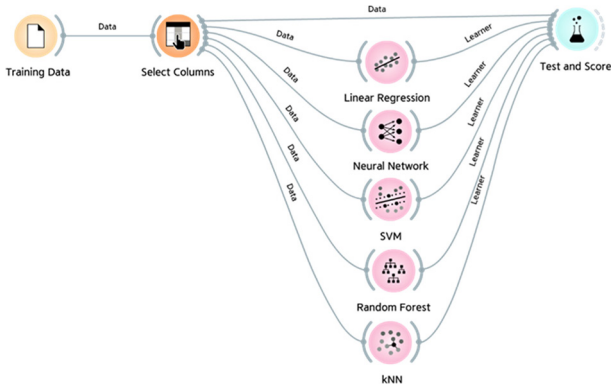 Data
Data
Training Data
Select Columns
Data
Learner
Test and Score
Linear Regression
Data
Learner
Neural Network
Data
Learner
SVM
Data
Learner
Random Forest
Data
Learner
kNN